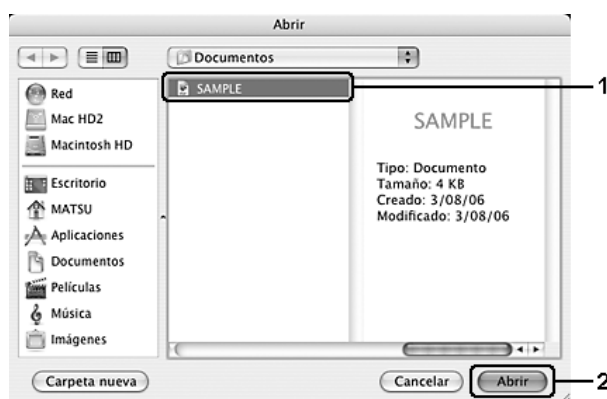 Abrir
Documentos
Red
Mac HD2
Macintosh HD
Escritorio
MATSU
Aplicaciones
Documentos
Películas
Música
Imágenes
SAMPLE
1
SAMPLE
Tipo: Documento
Tamaño: 4 KB
Creado: 3/08/06
Modificado: 3/08/06
Carpeta nueva
Cancelar
Abrir
2